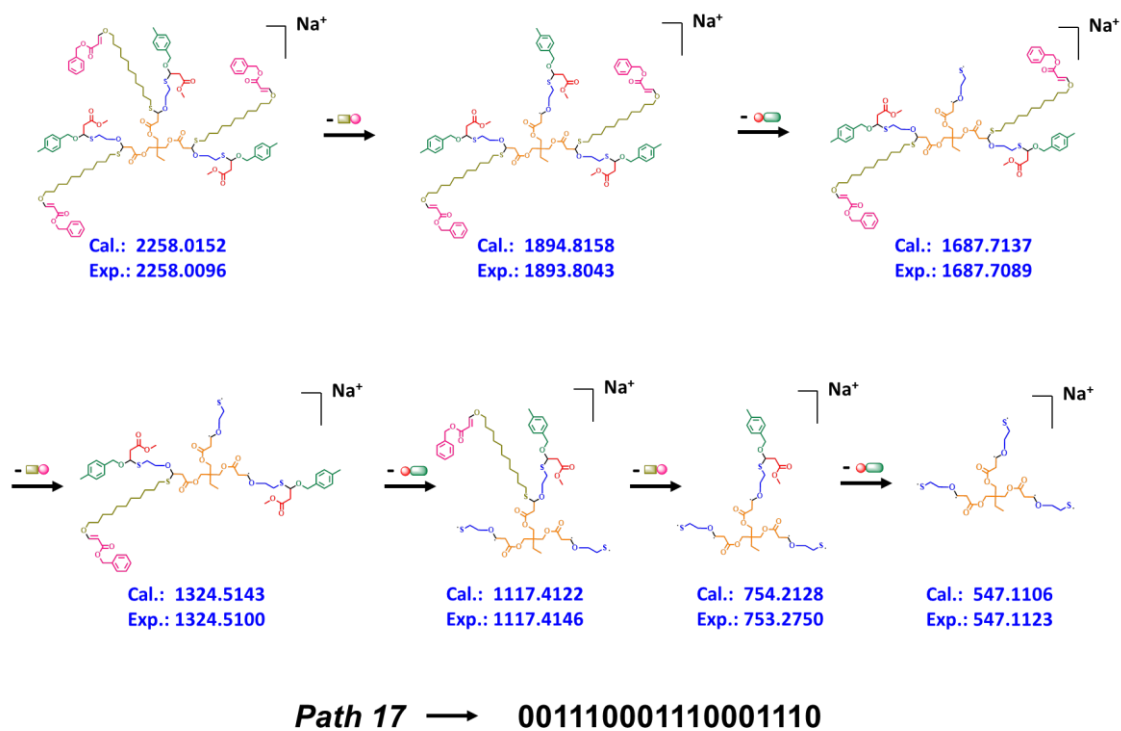 Na+
Na+
Na+
-
-
Cal.: 2258.0152
Exp.: 2258.0096
Cal.: 1894.8158
Exp.: 1893.8043
Cal.: 1687.7137
Exp.: 1687.7089
Na+
Na+
Na+
Na+
-
-
-
-
Cal.: 1324.5143
Exp.: 1324.5100
Cal.: 1117.4122
Exp.: 1117.4146
Cal.: 754.2128
Exp.: 753.2750
Cal.: 547.1106
Exp.: 547.1123
Path 17 → 001110001110001110